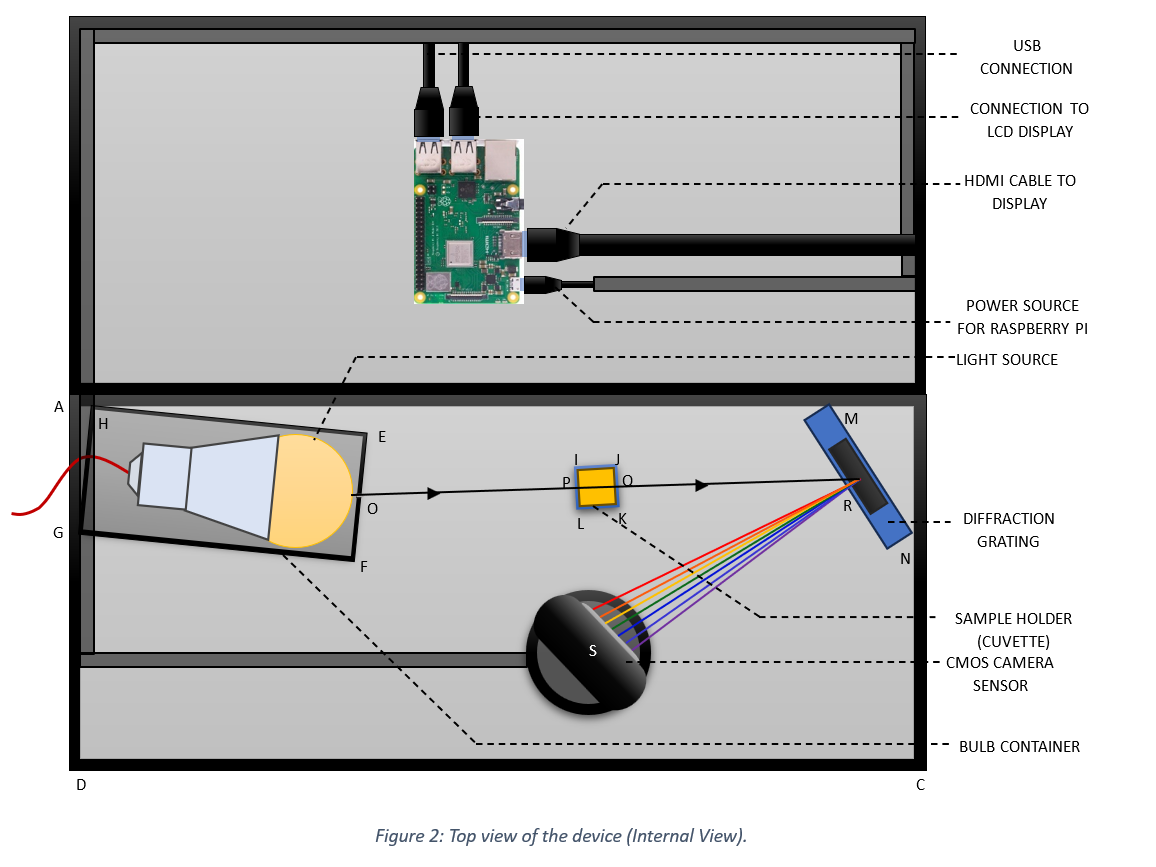 USB
CONNECTION
CONNECTION TO
LCD DISPLAY
HDMI CABLE TO
DISPLAY
POWER SOURCE
FOR RASPBERRY PI
LIGHT SOURCE
A
H
E
M
I
J
P
Q
O
R
L
K
G
F
N
DIFFRACTION
GRATING
SAMPLE HOLDER
(CUVETTE)
S
CMOS CAMERA
SENSOR
BULB CONTAINER
D
C
Figure 2: Top view of the device (Internal View).